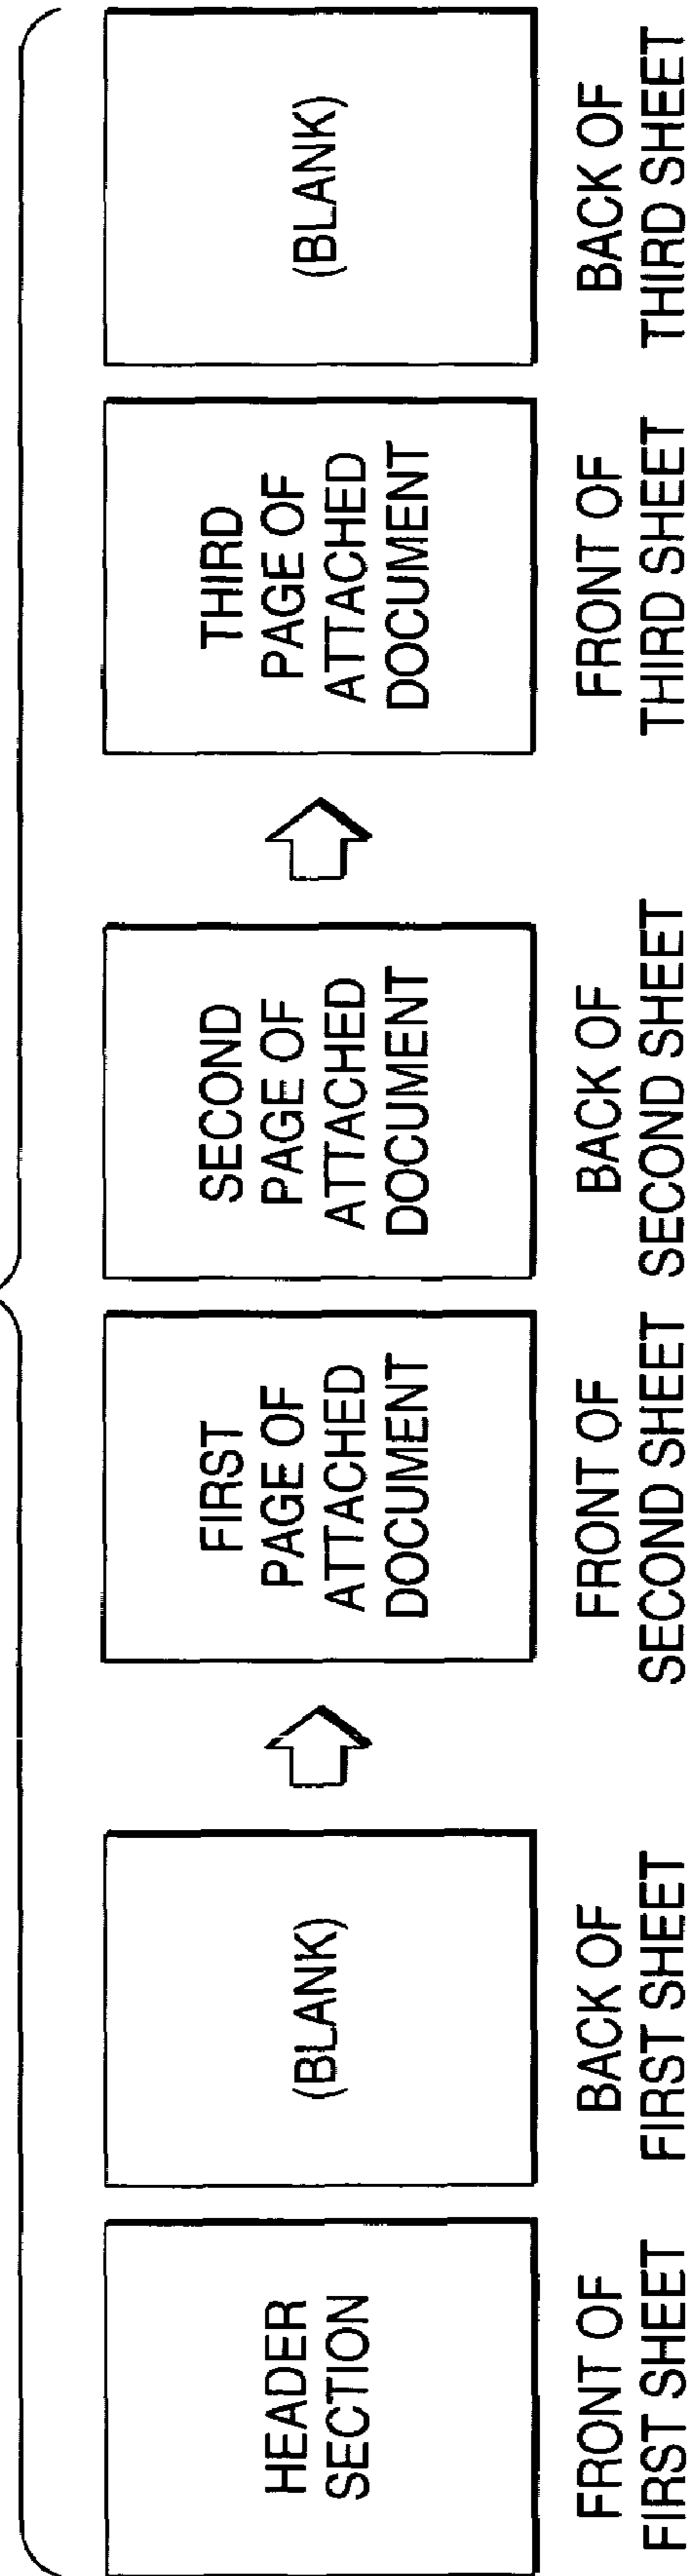 HEADER
SECTION
FRONT OF
FIRST SHEET
(BLANK)
BACK OF
FIRST SHEET
FIRST
PAGE OF
ATTACHED
DOCUMENT
FRONT OF
SECOND SHEET
SECOND
PAGE OF
ATTACHED
DOCUMENT
BACK OF
SECOND SHEET
THIRD
PAGE OF
ATTACHED
DOCUMENT
FRONT OF
THIRD SHEET
(BLANK)
BACK OF
THIRD SHEET